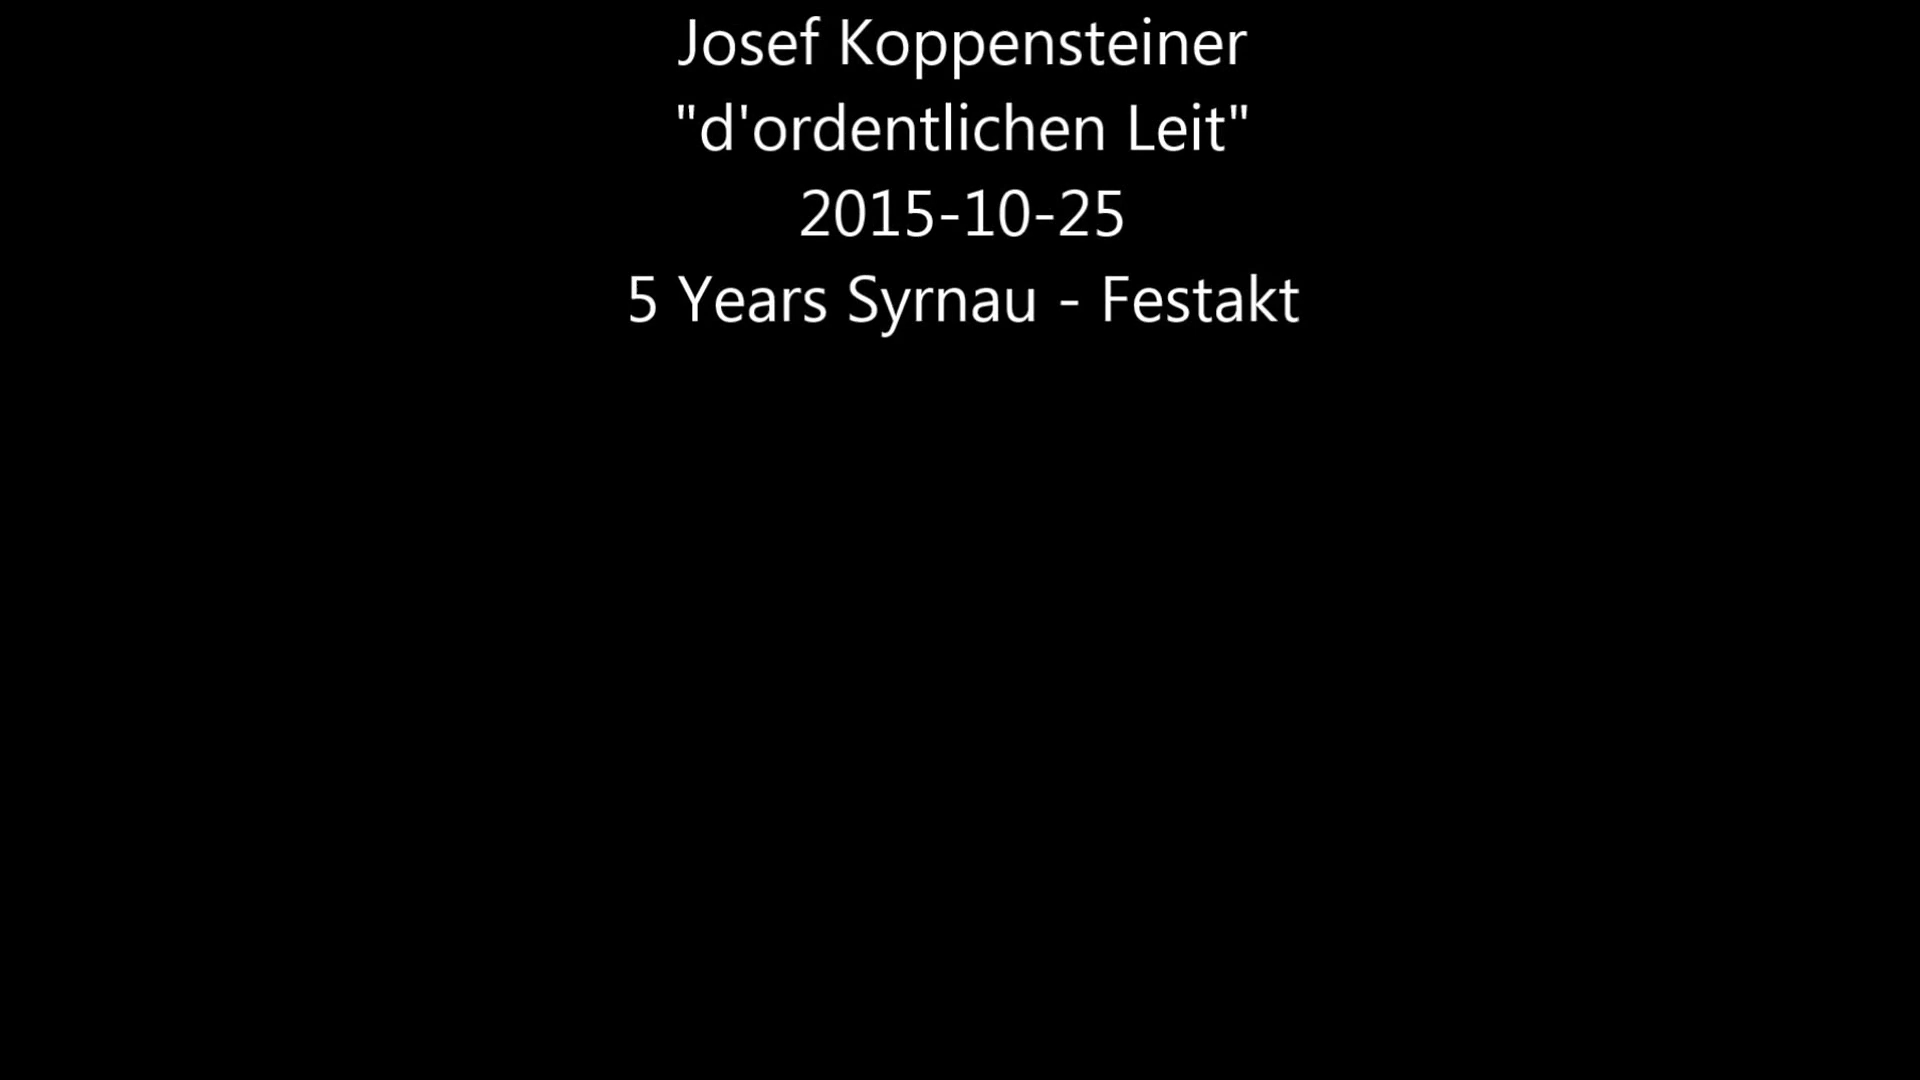 Josef Koppensteiner
"d'ordentlichen Leit"
2015-10-25
5 Years Syrnau - Festakt